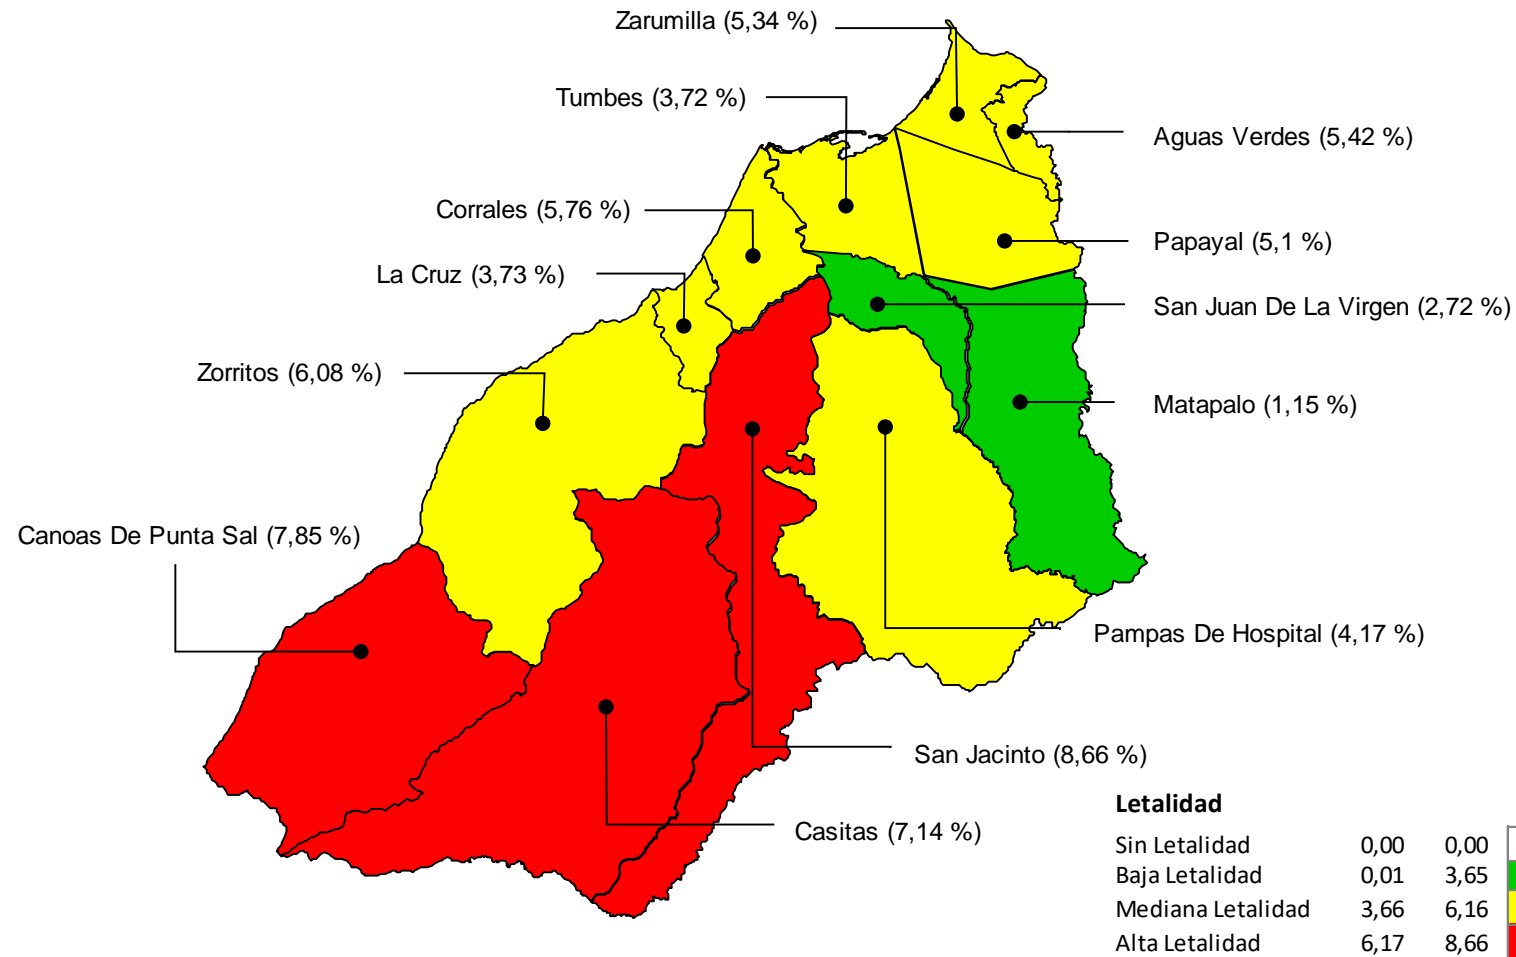 Zarumilla (5,34 %)
Tumbes (3,72 %)
Aguas Verdes (5,42 %)
Corrales (5,76 %)
Papayal (5,1 %)
La Cruz (3,73 %)
San Juan De La Virgen (2,72 %)
Zorritos (6,08 %)
Matapalo (1,15 %)
Canoas De Punta Sal (7,85 %)
Pampas De Hospital (4,17 %)
San Jacinto (8,66 %)
Casitas (7,14 %)
Letalidad
Sin Letalidad 0,00 0,00
Baja Letalidad 0,01 3,65
Mediana Letalidad 3,66 6,16
Alta Letalidad 6,17 8,66